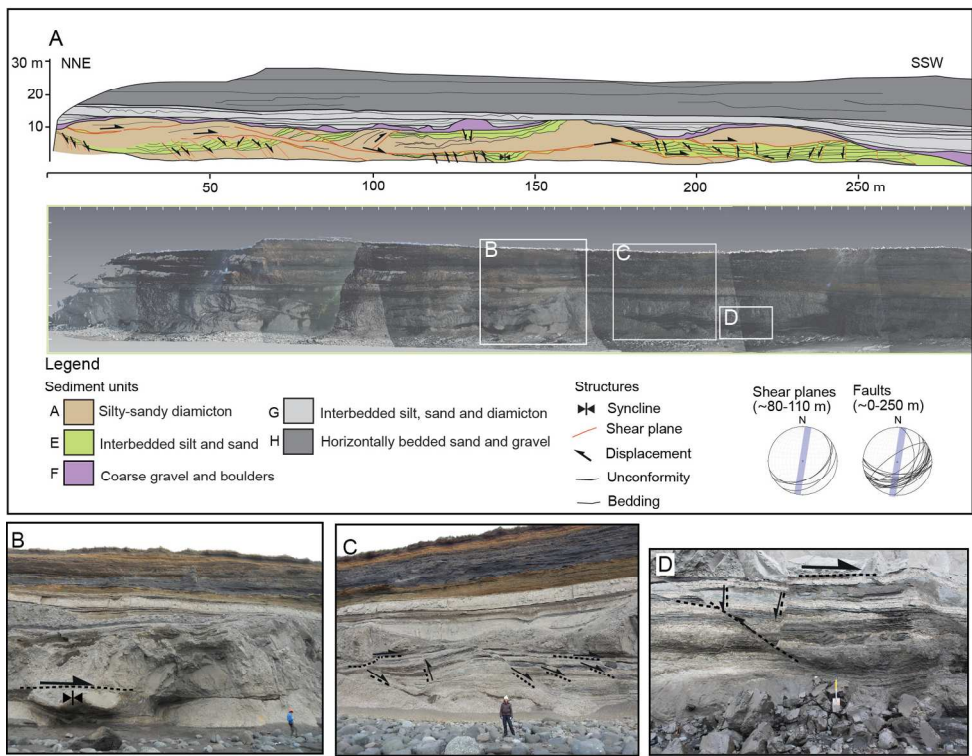 A
30 m
NNE
SSW
20
10
50
100
150
200
250 m
B
C
D
Legend
Sediment units
A Silty-sandy diamicton
E Interbedded silt and sand
F Coarse gravel and boulders
G Interbedded silt, sand and diamicton
H Horizontally bedded sand and gravel
Structures
Syncline
Shear plane
Displacement
Unconformity
Bedding
Shear planes
(~80-110 m)
N
Faults
(~0-250 m)
N
B
C
D